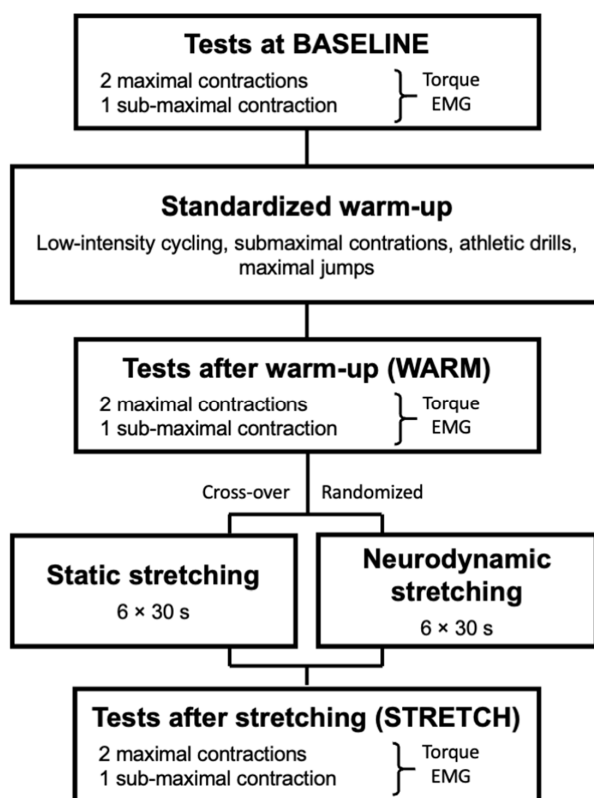 Tests at BASELINE
2 maximal contractions
1 sub-maximal contraction
Torque
EMG
Standardized warm-up
Low-intensity cycling, submaximal contrations, athletic drills,
maximal jumps
Tests after warm-up (WARM)
2 maximal contractions
1 sub-maximal contraction
Torque
EMG
Cross-over Randomized
Static stretching
6 × 30 s
Neurodynamic
stretching
6 × 30 s
Tests after stretching (STRETCH)
2 maximal contractions
1 sub-maximal contraction
Torque
EMG